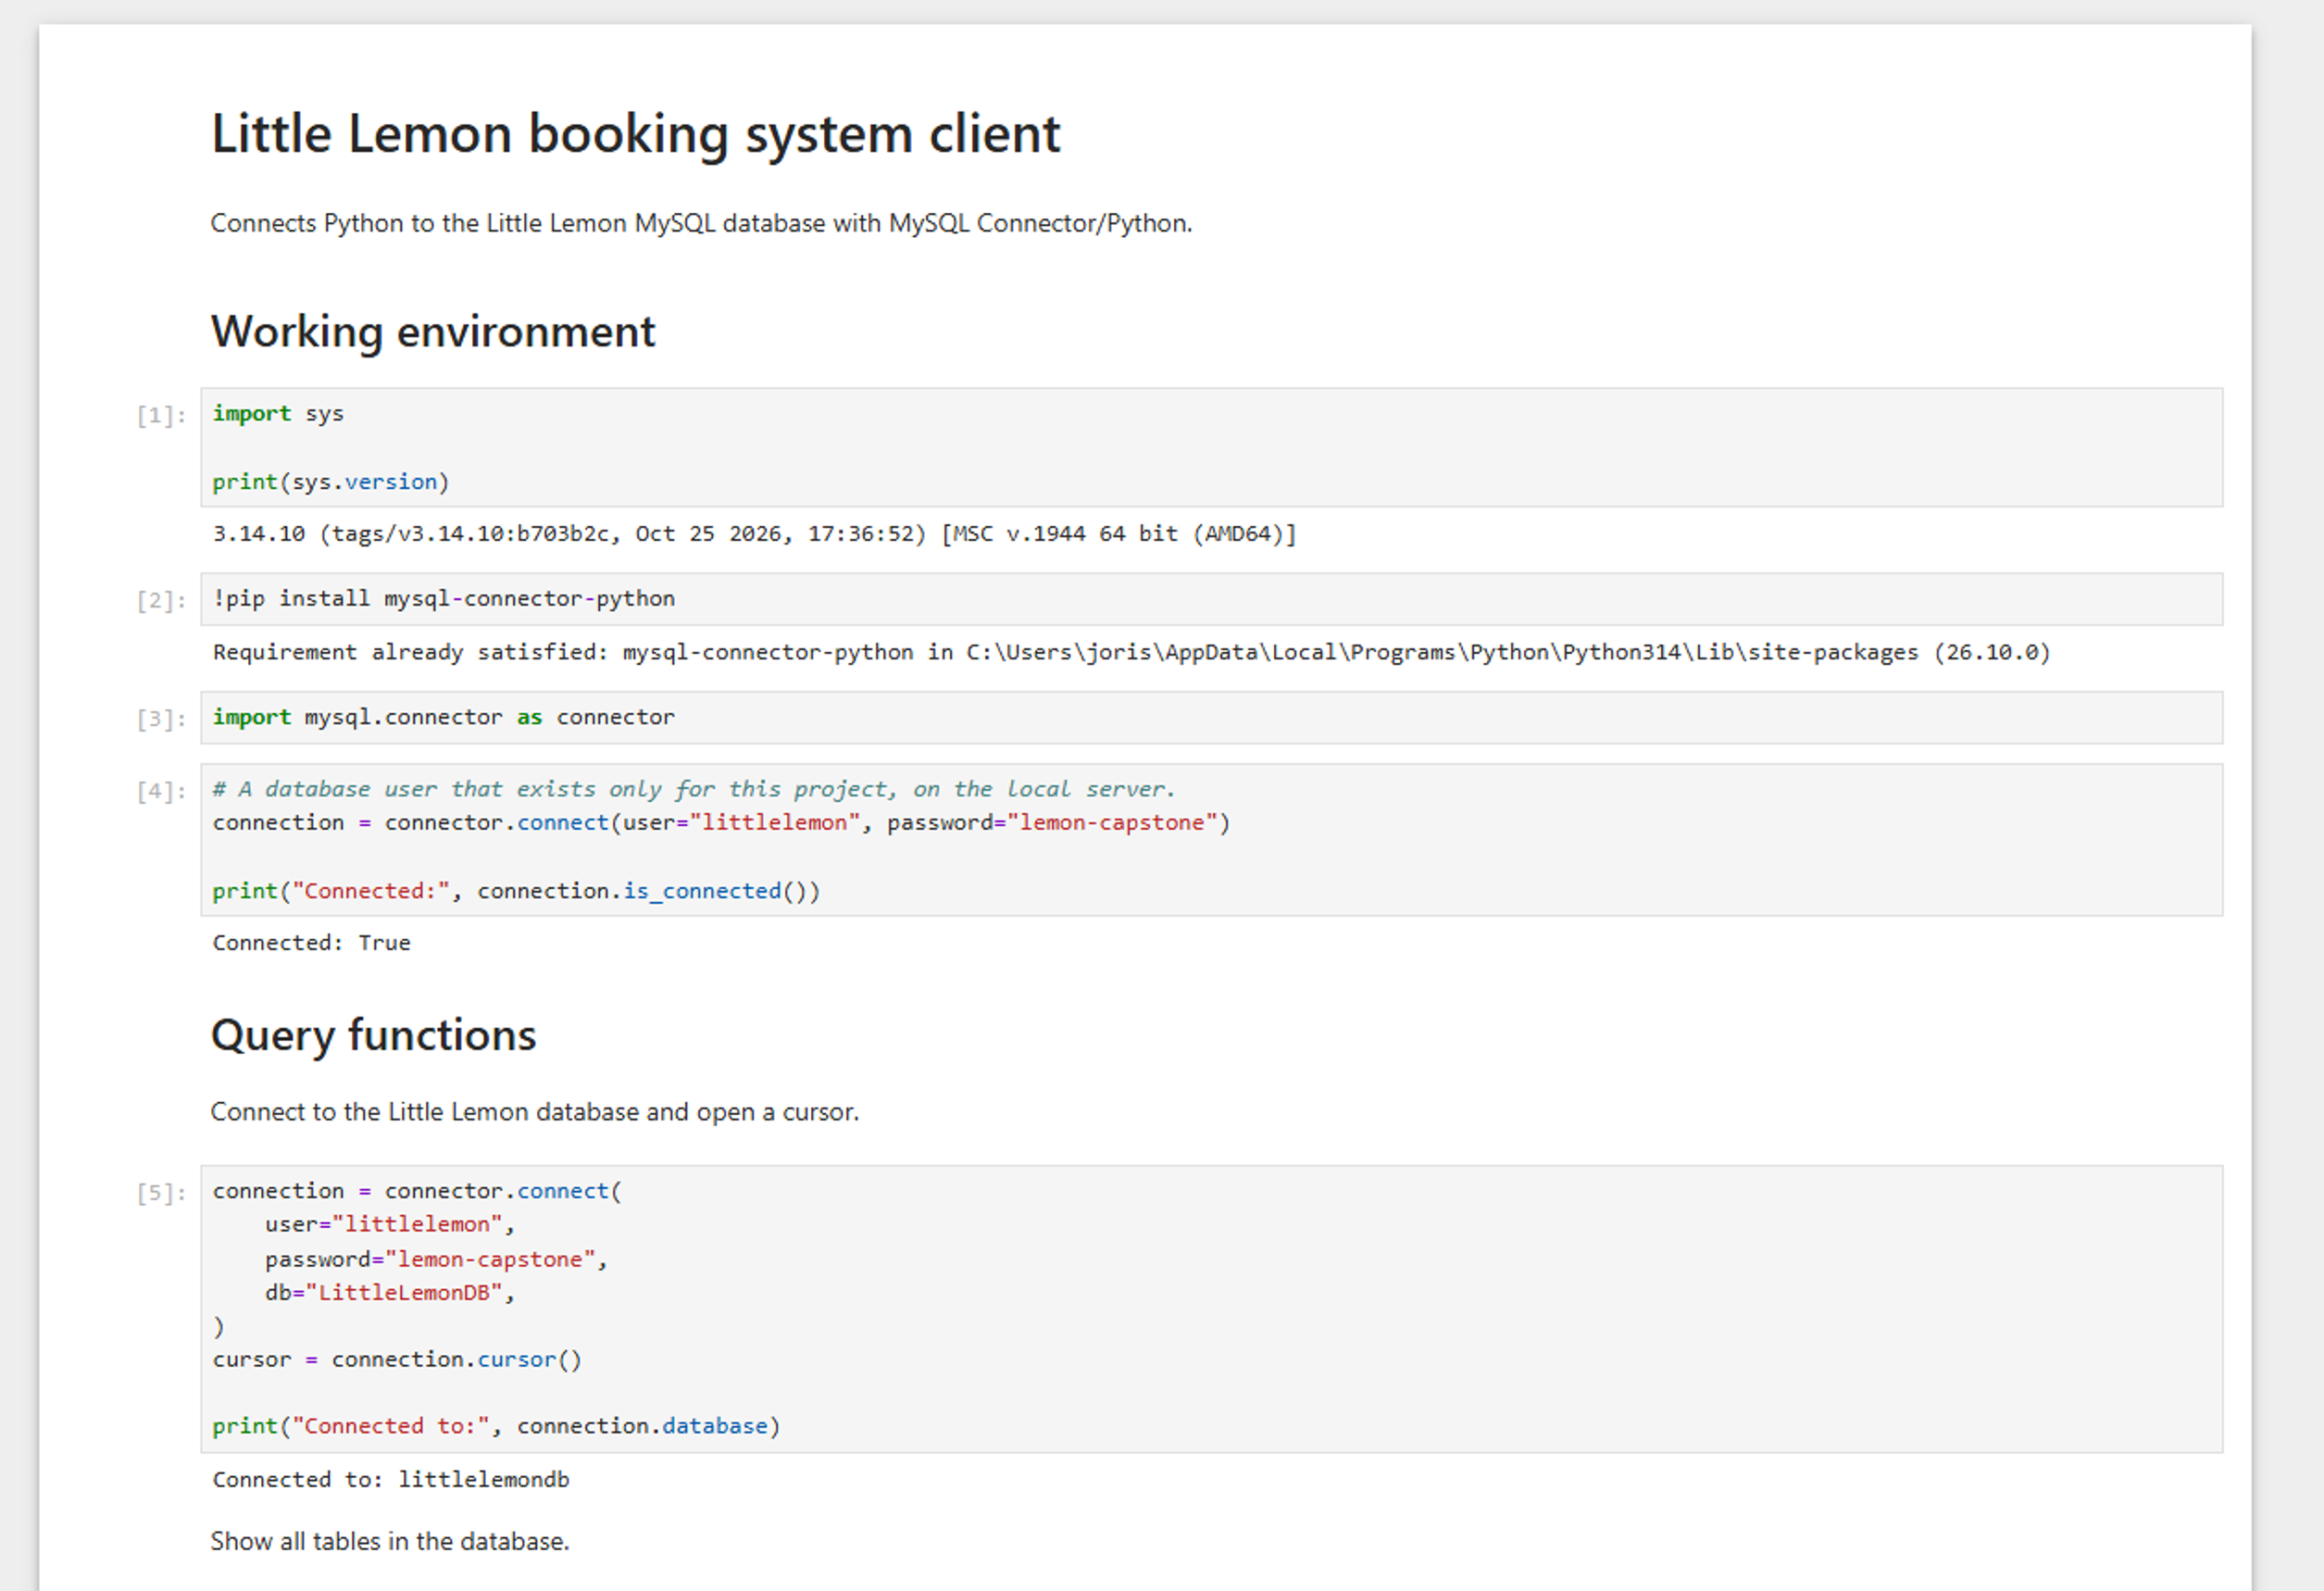 Little Lemon booking system client
Connects Python to the Little Lemon MySQL database with MySQL Connector/Python.
Working environment
[1]:
import sys
print(sys.version)
3.14.10 (tags/v3.14.10:b703b2c, Oct 25 2026, 17:36:52) [MSC v.1944 64 bit (AMD64)]
[2]:
!pip install mysql-connector-python
Requirement already satisfied: mysql-connector-python in C:\Users\joris\AppData\Local\Programs\Python\Python314\Lib\site-packages (26.10.0)
[3]:
import mysql.connector as connector
[4]:
# A database user that exists only for this project, on the local server.
connection = connector.connect(user="littlelemon", password="lemon-capstone")
print("Connected:", connection.is_connected())
Connected: True
Query functions
Connect to the Little Lemon database and open a cursor.
[5]:
connection = connector.connect(
    user="littlelemon",
    password="lemon-capstone",
    db="LittleLemonDB",
)
cursor = connection.cursor()
print("Connected to:", connection.database)
Connected to: littlelemondb
Show all tables in the database.